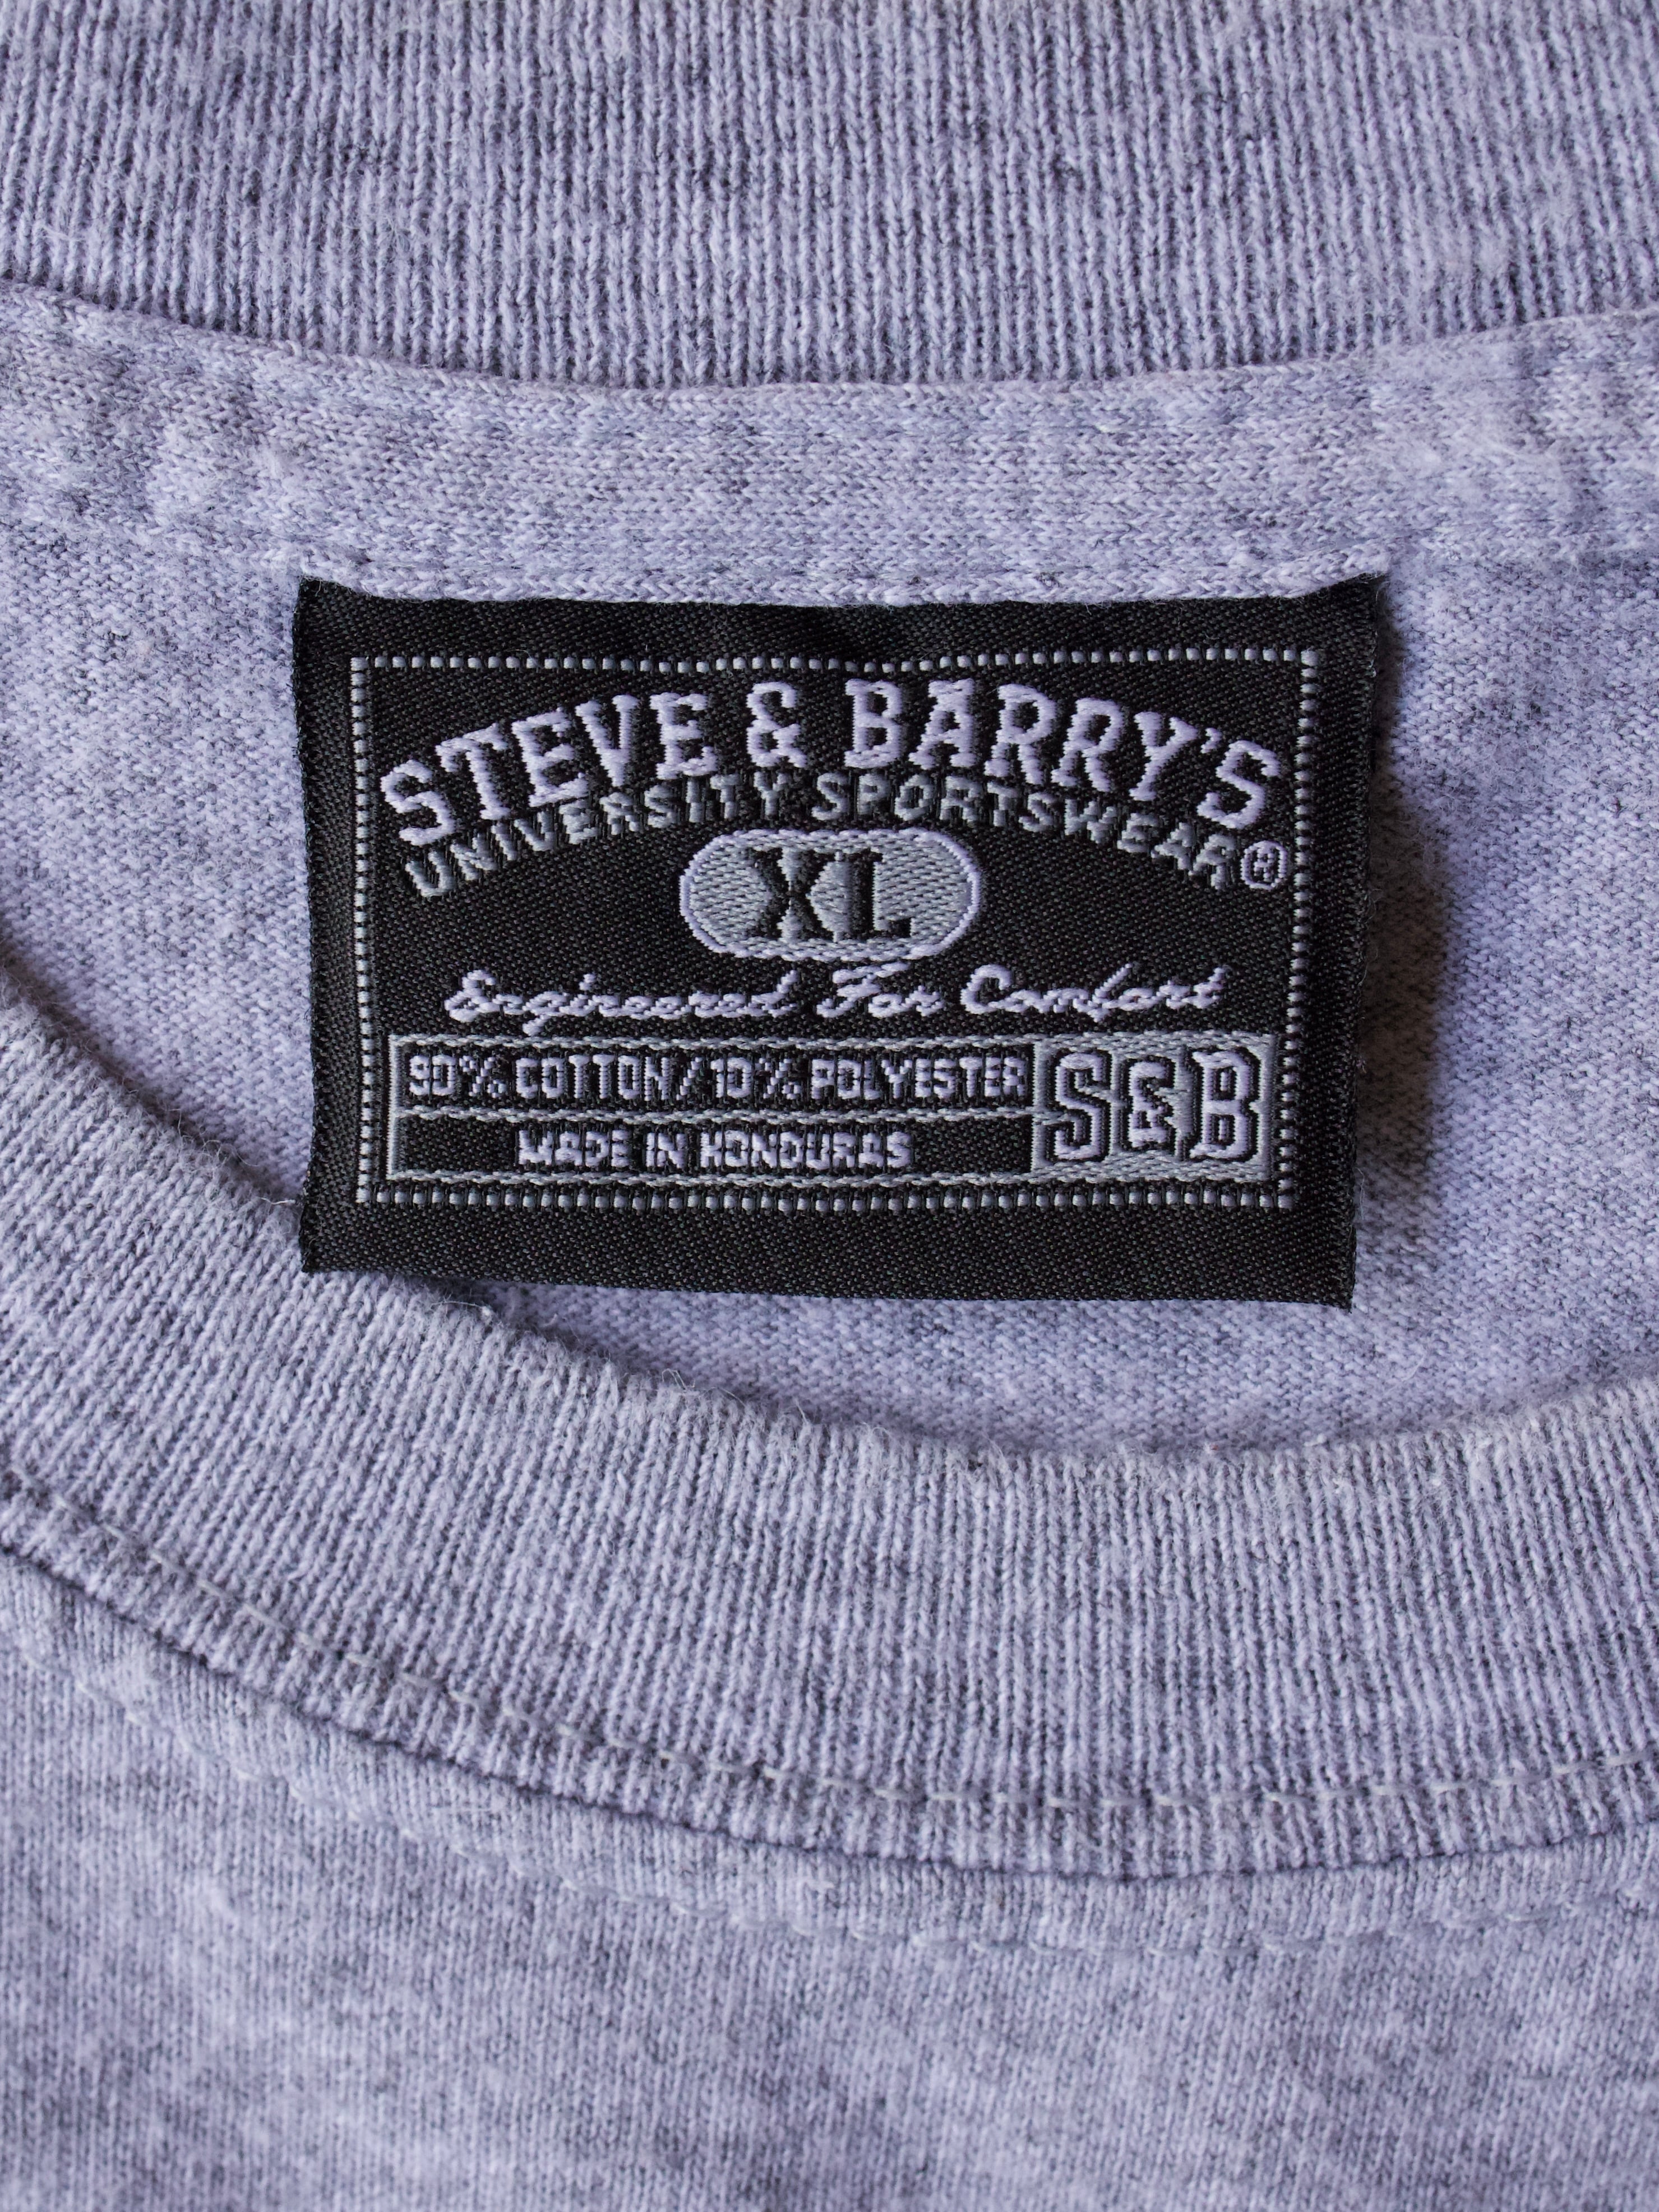 STEVE & BARRY'S
UNIVERSITY SPORTSWEAR®
XL
Engineered For Comfort
90% COTTON/10% POLYESTER
MADE IN HONDURAS
S&B